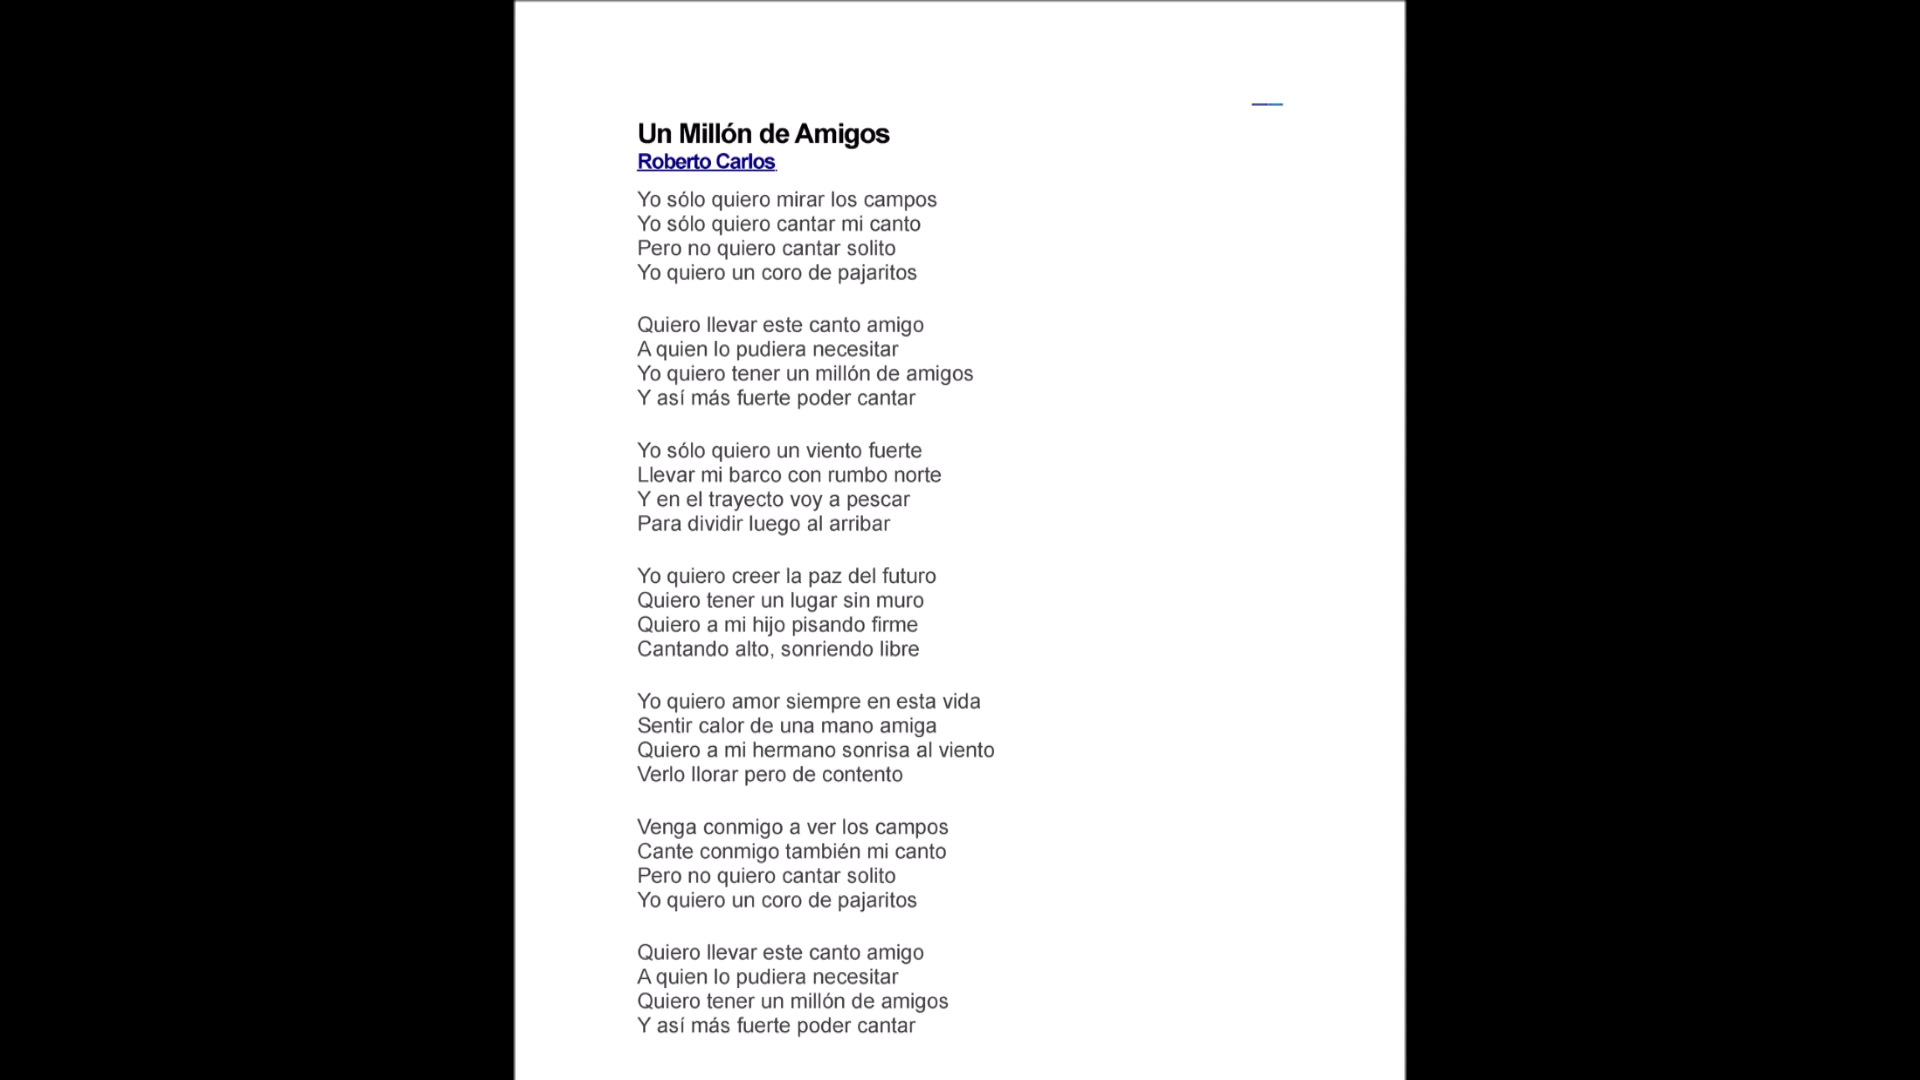 Un Millón de Amigos
Roberto Carlos
Yo sólo quiero mirar los campos
Yo sólo quiero cantar mi canto
Pero no quiero cantar solito
Yo quiero un coro de pajaritos
Quiero llevar este canto amigo
A quien lo pudiera necesitar
Yo quiero tener un millón de amigos
Y así más fuerte poder cantar
Yo sólo quiero un viento fuerte
Llevar mi barco con rumbo norte
Y en el trayecto voy a pescar
Para dividir luego al arribar
Yo quiero creer la paz del futuro
Quiero tener un lugar sin muro
Quiero a mi hijo pisando firme
Cantando alto, sonriendo libre
Yo quiero amor siempre en esta vida
Sentir calor de una mano amiga
Quiero a mi hermano sonrisa al viento
Verlo llorar pero de contento
Venga conmigo a ver los campos
Cante conmigo también mi canto
Pero no quiero cantar solito
Yo quiero un coro de pajaritos
Quiero llevar este canto amigo
A quien lo pudiera necesitar
Quiero tener un millón de amigos
Y así más fuerte poder cantar